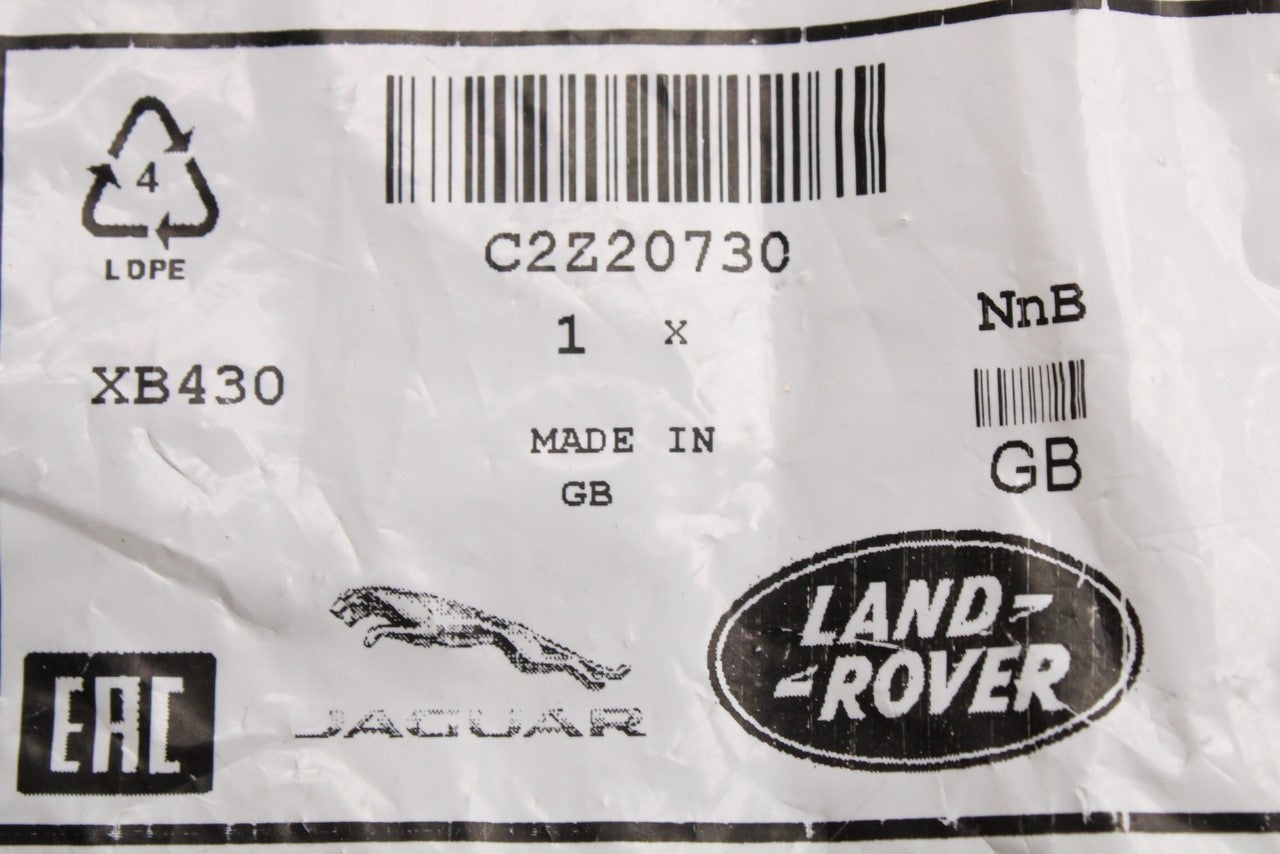 4
LDPE
C2Z20730
1 x
NnB
XB430
MADE IN
GB
GB
EAC
JAGUAR
LAND-
-ROVER